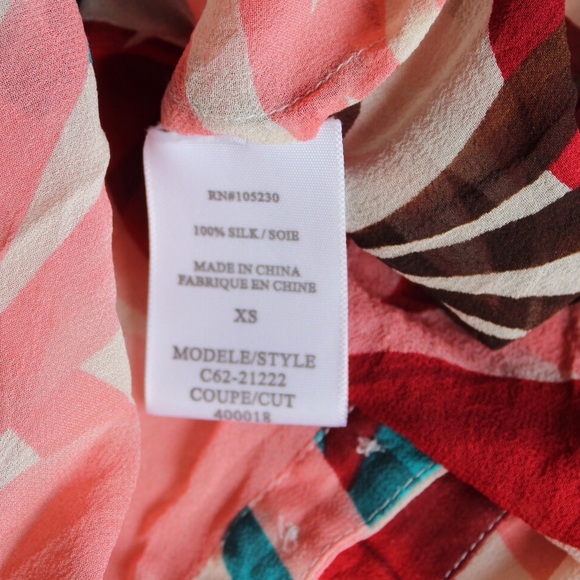 RN#105230
100% SILK / SOIE
MADE IN CHINA
FABRIQUE EN CHINE
XS
MODELE/STYLE
C62-21222
COUPE/CUT
400018